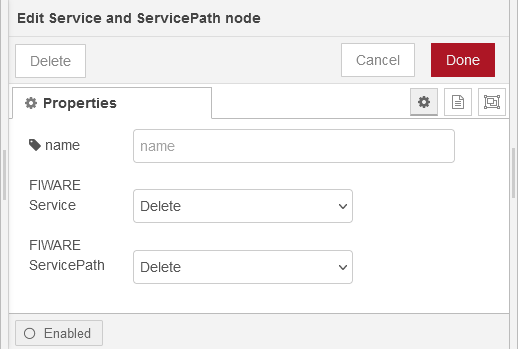 Edit Service and ServicePath node
Delete
Cancel
Done
Properties
name
name
FIWARE
Service
Delete
FIWARE
ServicePath
Delete
Enabled